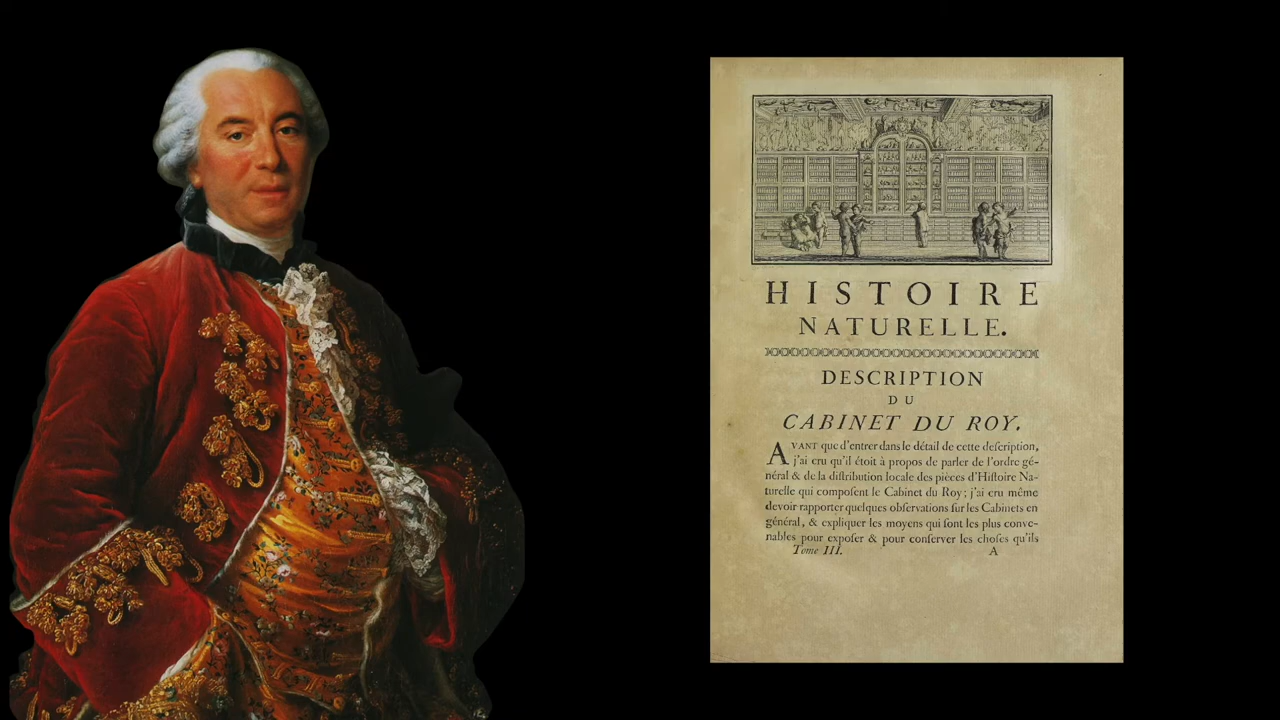 HISTOIRE
NATURELLE.
DESCRIPTION
DU
CABINET DU ROY.
AVANT que d'entrer dans le détail de cette deſcription,
j'ai cru qu'il étoit à propos de parler de l'ordre gé-
néral & de la diſtribution locale des pièces d'Hiſtoire Na-
turelle qui compoſent le Cabinet du Roy; j'ai cru même
devoir rapporter quelques obſervations ſur les Cabinets en
général, & expliquer les moyens qui ſont les plus conve-
nables pour expoſer & pour conſerver les choſes qu'ils
Tome III. A